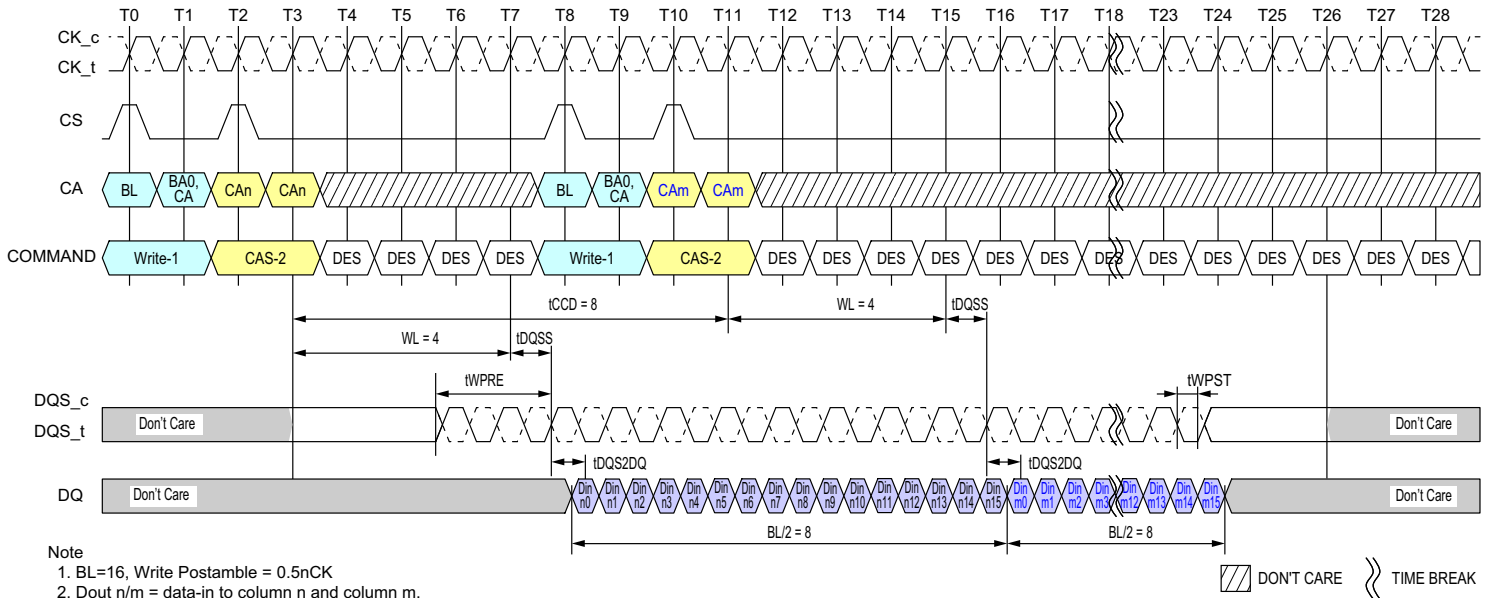 T0 T1 T2 T3 T4 T5 T6 T7 T8 T9 T10 T11 T12 T13 T14 T15 T16 T17 T18 T23 T24 T25 T26 T27 T28
CK_c
CK_t
CS
CA BL BA0, CA CAn CAn BL BA0, CA CAm CAm
COMMAND Write-1 CAS-2 DES DES DES DES Write-1 CAS-2 DES DES DES DES DES DES DES DES DES DES DES DES DES
tCCD = 8 WL = 4 tDQSS
WL = 4 tDQSS
tWPRE tWPST
DQS_c
DQS_t
Don't Care Don't Care
tDQS2DQ tDQS2DQ
DQ Don't Care Din n0 Din n1 Din n2 Din n3 Din n4 Din n5 Din n6 Din n7 Din n8 Din n9 Din n10 Din n11 Din n12 Din n13 Din n14 Din n15 Din m0 Din m1 Din m2 Din m3 Din m12 Din m13 Din m14 Din m15 Don't Care
BL/2 = 8 BL/2 = 8
Note
1. BL=16, Write Postamble = 0.5nCK
2. Dout n/m = data-in to column n and column m.
DON'T CARE TIME BREAK